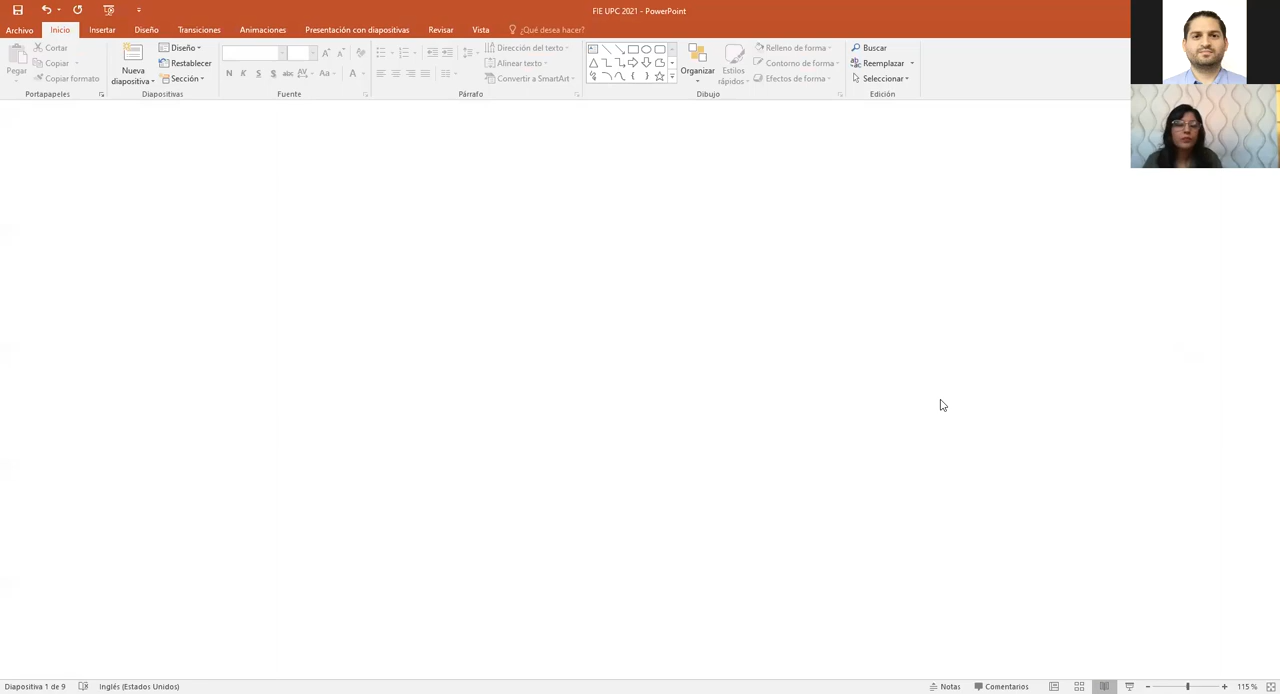 FIE UPC 2021 - PowerPoint
Archivo Inicio Insertar Diseño Transiciones Animaciones Presentación con diapositivas Revisar Vista ¿Qué desea hacer?
Pegar
Cortar
Copiar
Copiar formato
Portapapeles
Nueva
diapositiva
Diseño
Restablecer
Sección
Diapositivas
N K S S abc AV Aa A
Fuente
Dirección del texto
Alinear texto
Convertir a SmartArt
Párrafo
Organizar
Estilos
rápidos
Relleno de forma
Contorno de forma
Efectos de forma
Dibujo
Buscar
Reemplazar
Seleccionar
Edición
Diapositiva 1 de 9 Inglés (Estados Unidos) Notas Comentarios 115 %